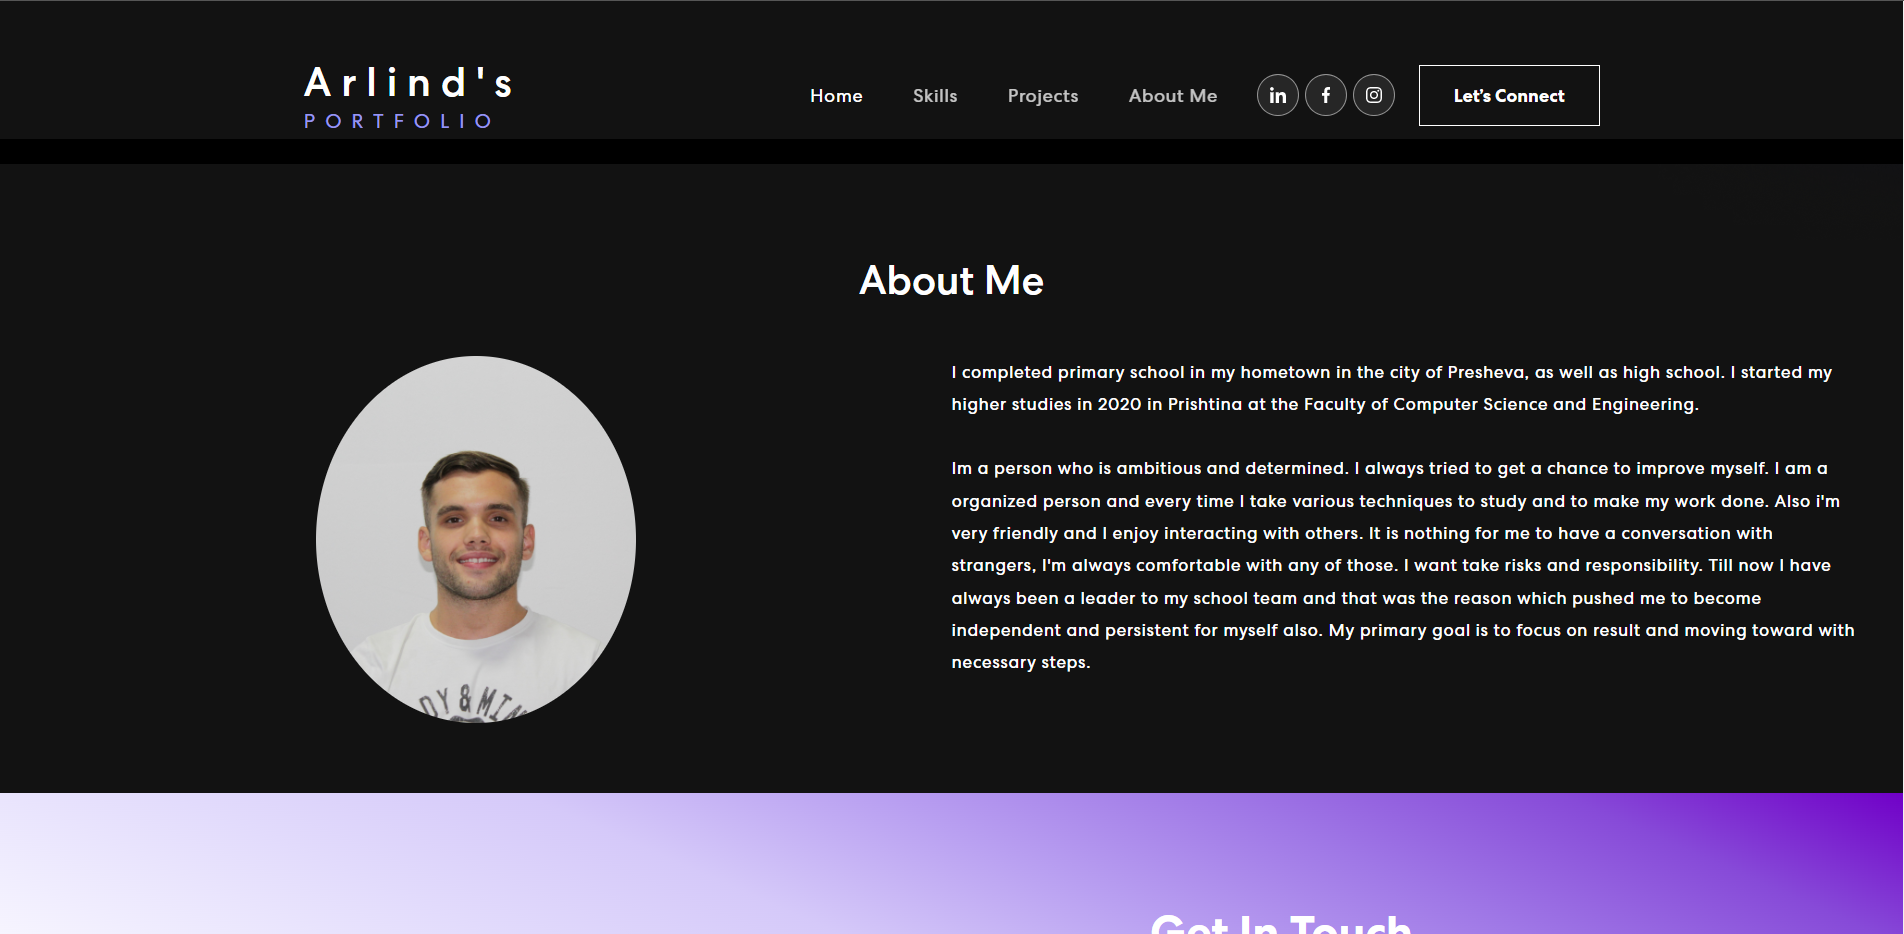 Arlind's
PORTFOLIO
Home Skills Projects About Me in f Let's Connect
About Me
I completed primary school in my hometown in the city of Presheva, as well as high school. I started my
higher studies in 2020 in Prishtina at the Faculty of Computer Science and Engineering.
Im a person who is ambitious and determined. I always tried to get a chance to improve myself. I am a
organized person and every time I take various techniques to study and to make my work done. Also i'm
very friendly and I enjoy interacting with others. It is nothing for me to have a conversation with
strangers, I'm always comfortable with any of those. I want take risks and responsibility. Till now I have
always been a leader to my school team and that was the reason which pushed me to become
independent and persistent for myself also. My primary goal is to focus on result and moving toward with
necessary steps.
Get In Touch